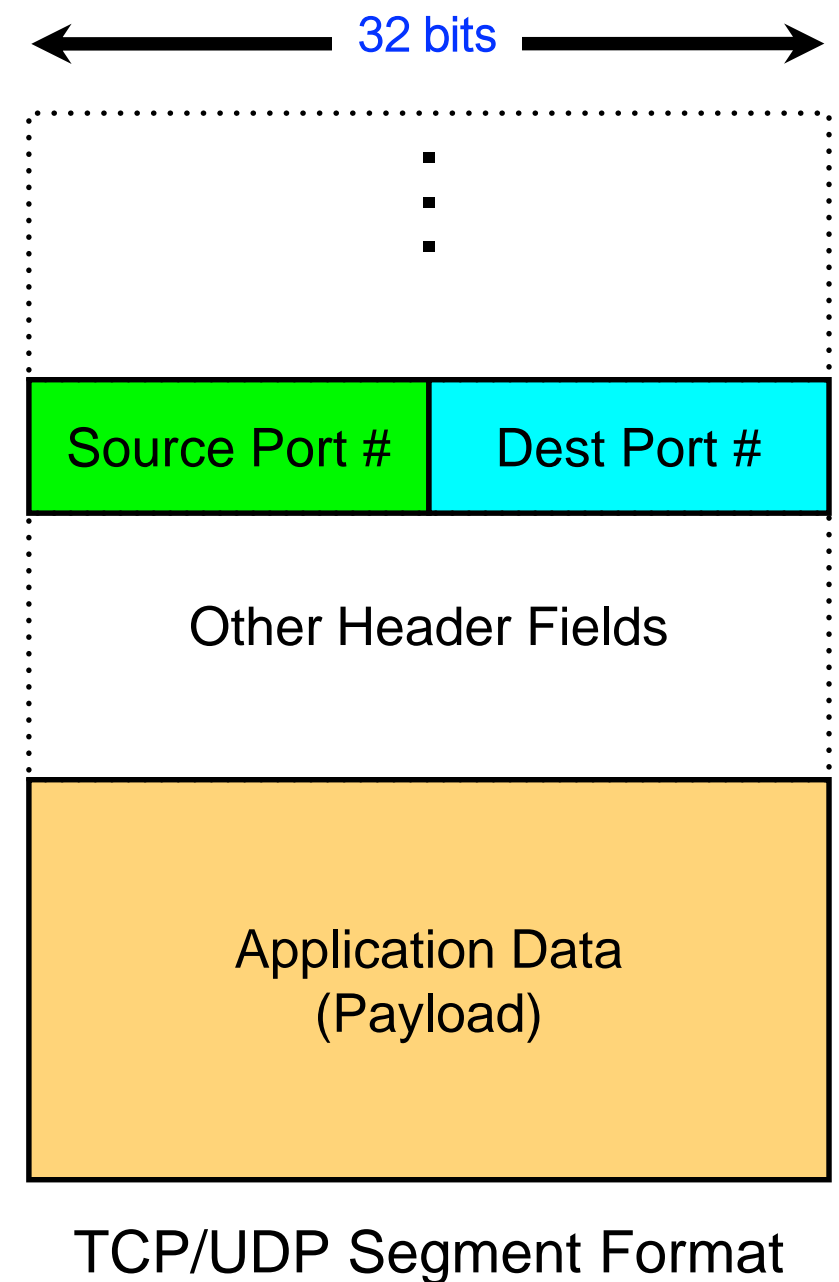 32 bits
Source Port # Dest Port #
Other Header Fields
Application Data
(Payload)
TCP/UDP Segment Format